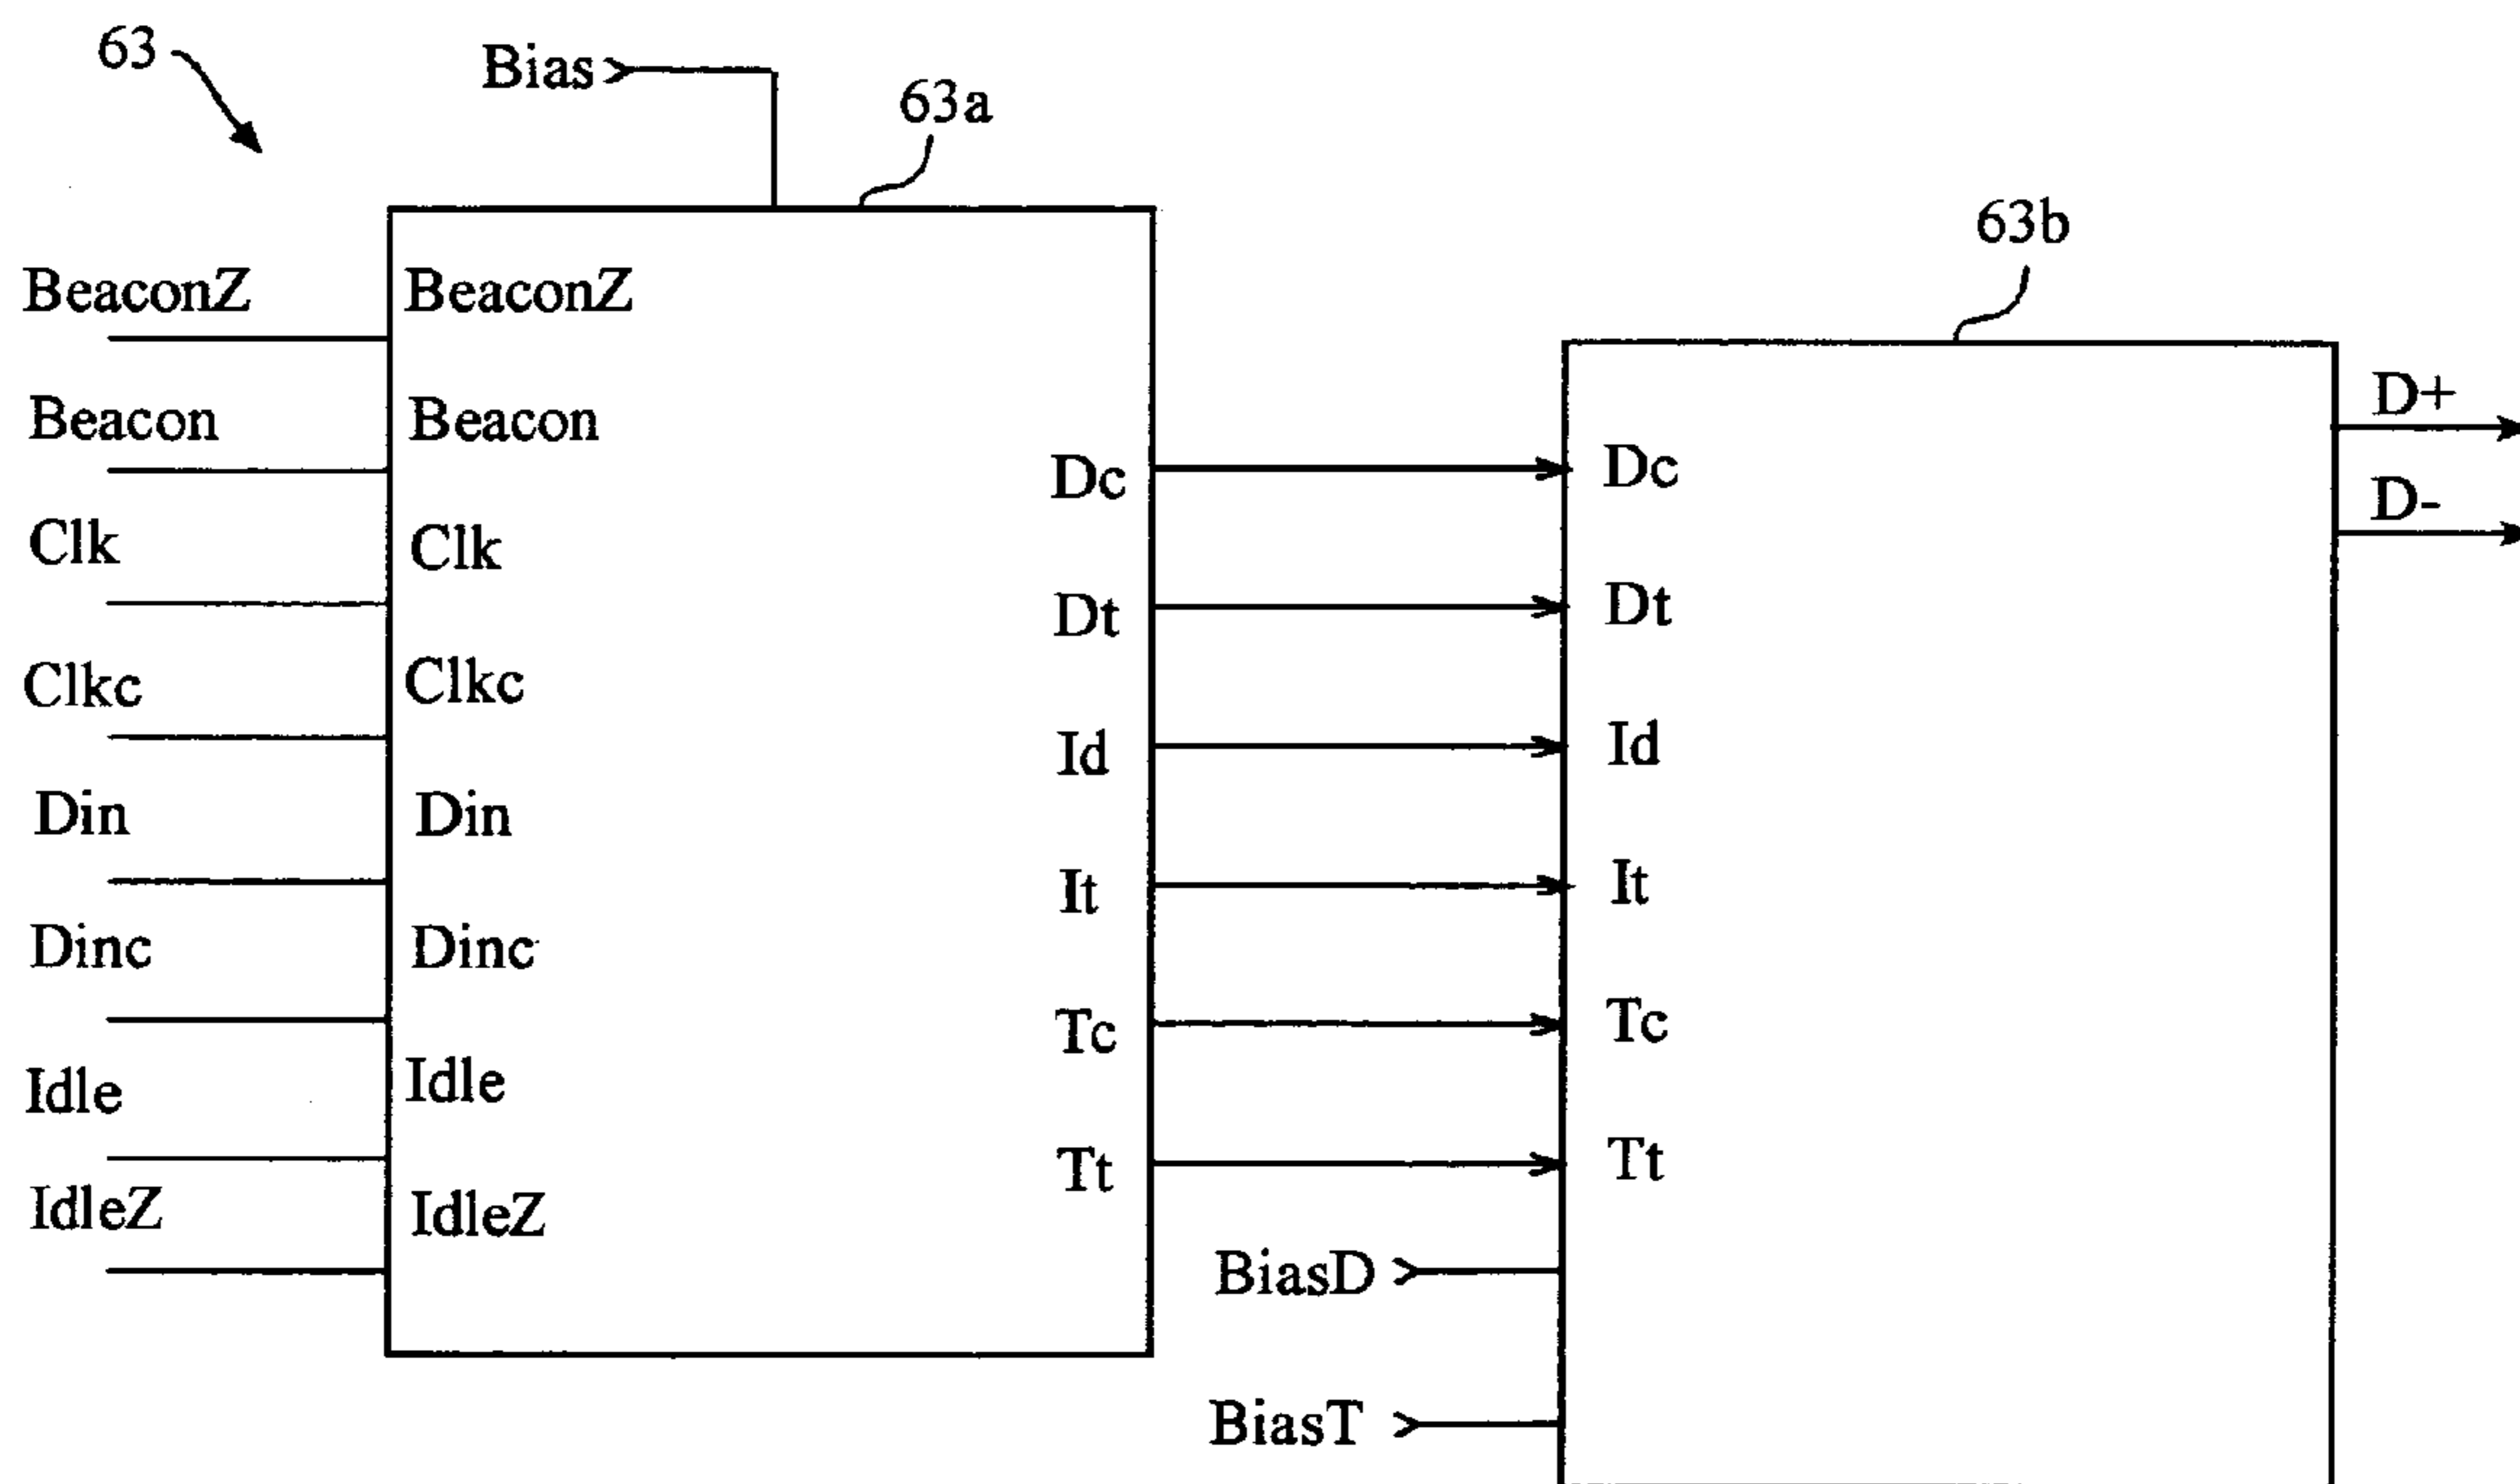 63
Bias
63a
63b
BeaconZ BeaconZ
Beacon Beacon
Clk Clk
Clkc Clkc
Din Din
Dinc Dinc
Idle Idle
IdleZ IdleZ
Dc Dc
Dt Dt
Id Id
It It
Tc Tc
Tt Tt
BiasD
BiasT
D+
D-